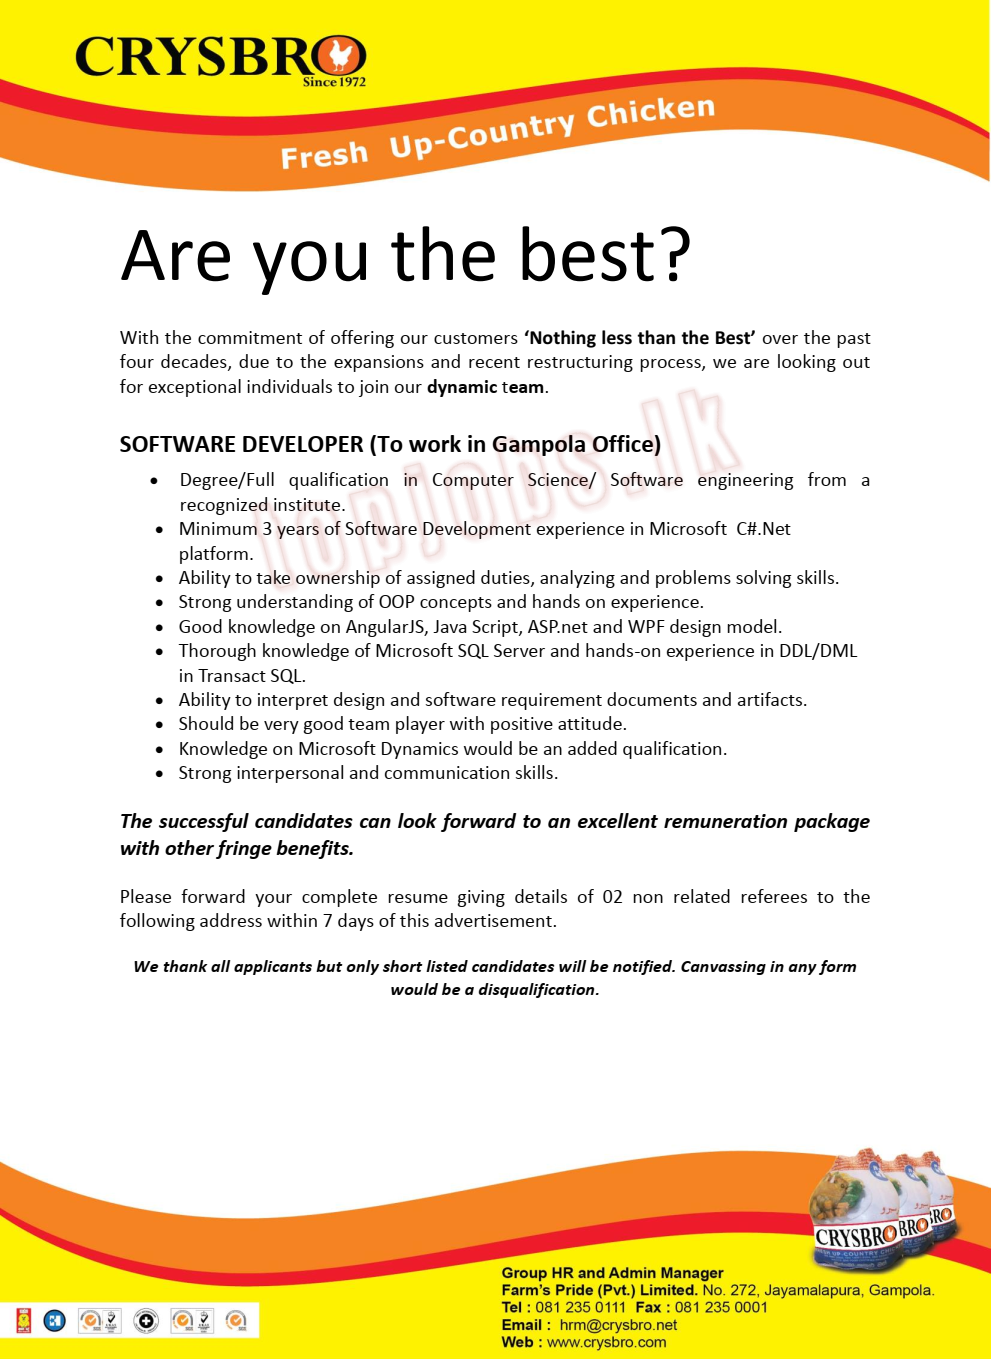 CRYSBRO
Since 1972
Fresh Up-Country Chicken
Are you the best?
With the commitment of offering our customers ‘Nothing less than the Best’ over the past
four decades, due to the expansions and recent restructuring process, we are looking out
for exceptional individuals to join our dynamic team.
topjobs.lk
SOFTWARE DEVELOPER (To work in Gampola Office)
• Degree/Full qualification in Computer Science/ Software engineering from a
recognized institute.
• Minimum 3 years of Software Development experience in Microsoft C#.Net
platform.
• Ability to take ownership of assigned duties, analyzing and problems solving skills.
• Strong understanding of OOP concepts and hands on experience.
• Good knowledge on AngularJS, Java Script, ASP.net and WPF design model.
• Thorough knowledge of Microsoft SQL Server and hands-on experience in DDL/DML
in Transact SQL.
• Ability to interpret design and software requirement documents and artifacts.
• Should be very good team player with positive attitude.
• Knowledge on Microsoft Dynamics would be an added qualification.
• Strong interpersonal and communication skills.
The successful candidates can look forward to an excellent remuneration package
with other fringe benefits.
Please forward your complete resume giving details of 02 non related referees to the
following address within 7 days of this advertisement.
We thank all applicants but only short listed candidates will be notified. Canvassing in any form
would be a disqualification.
CRYSBRO BRO RO
Group HR and Admin Manager
Farm’s Pride (Pvt.) Limited. No. 272, Jayamalapura, Gampola.
Tel : 081 235 0111 Fax : 081 235 0001
Email : hrm@crysbro.net
Web : www.crysbro.com